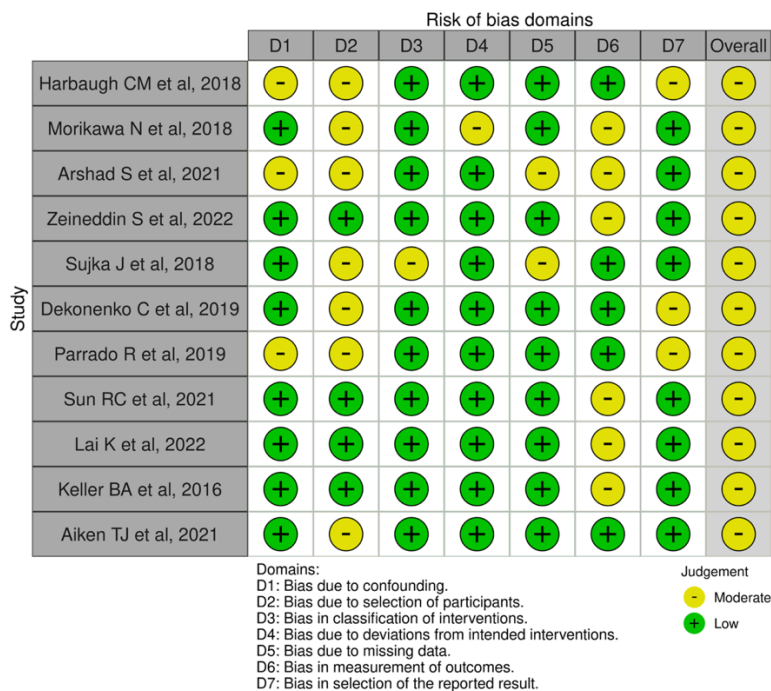 Risk of bias domains
D1 D2 D3 D4 D5 D6 D7 Overall
Harbaugh CM et al, 2018 - - + + + + - -
Morikawa N et al, 2018 + - + - + - + -
Arshad S et al, 2021 - - + + - - + -
Zeineddin S et al, 2022 + + + + + - + -
Sujka J et al, 2018 + - - + - + + -
Dekonenko C et al, 2019 + - + + + + - -
Parrado R et al, 2019 - - + + + + - -
Sun RC et al, 2021 + + + + + - + -
Lai K et al, 2022 + + + + + - + -
Keller BA et al, 2016 + + + + + - + -
Aiken TJ et al, 2021 + - + + + + + -
Study
Domains:
D1: Bias due to confounding.
D2: Bias due to selection of participants.
D3: Bias in classification of interventions.
D4: Bias due to deviations from intended interventions.
D5: Bias due to missing data.
D6: Bias in measurement of outcomes.
D7: Bias in selection of the reported result.
Judgement
- Moderate
+ Low